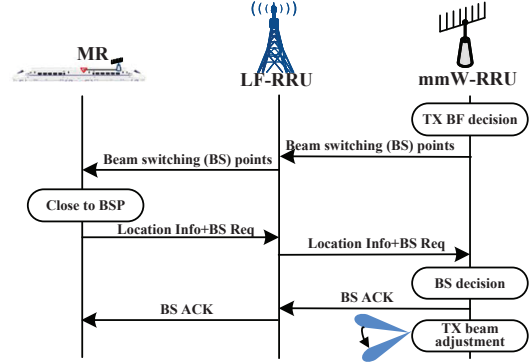 MR
LF-RRU
mmW-RRU
TX BF decision
Beam switching (BS) points
Beam switching (BS) points
Close to BSP
Location Info+BS Req
Location Info+BS Req
BS decision
BS ACK
BS ACK
TX beam
adjustment